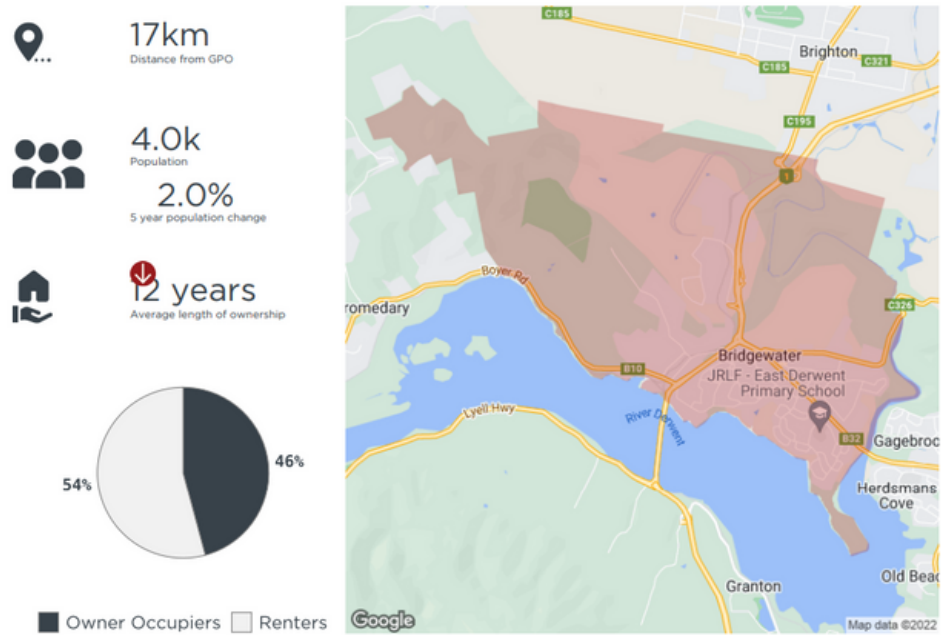 17km
Distance from GPO
4.0k
Population
2.0%
5 year population change
12 years
Average length of ownership
54%
46%
Owner Occupiers
Renters
C185
Brighton
C185
C321
C195
1
Boyer Rd
romedary
C326
Bridgewater
B10
JRLF - East Derwent
Primary School
Lyell Hwy
River Derwent
B32
Gagebroo
Herdsmans
Cove
Old Beac
Granton
Google
Map data ©2022